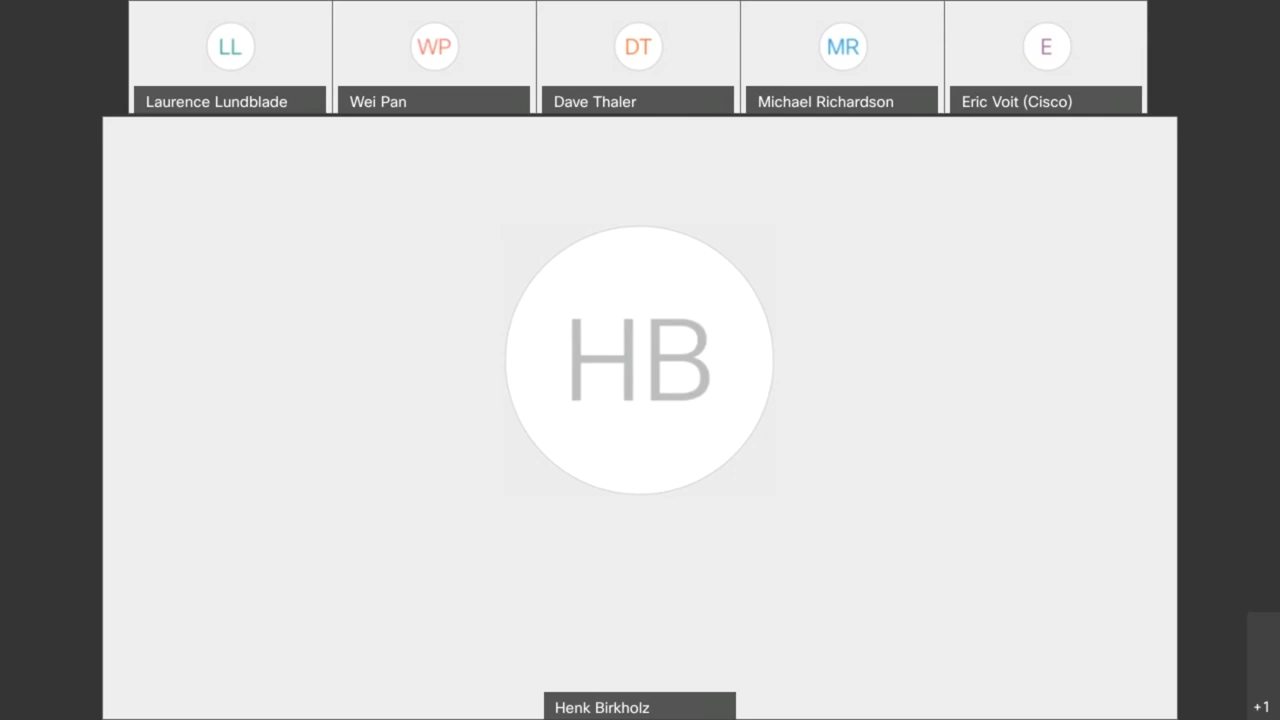 LL
WP
DT
MR
E
Laurence Lundblade
Wei Pan
Dave Thaler
Michael Richardson
Eric Voit (Cisco)
HB
Henk Birkholz
+1